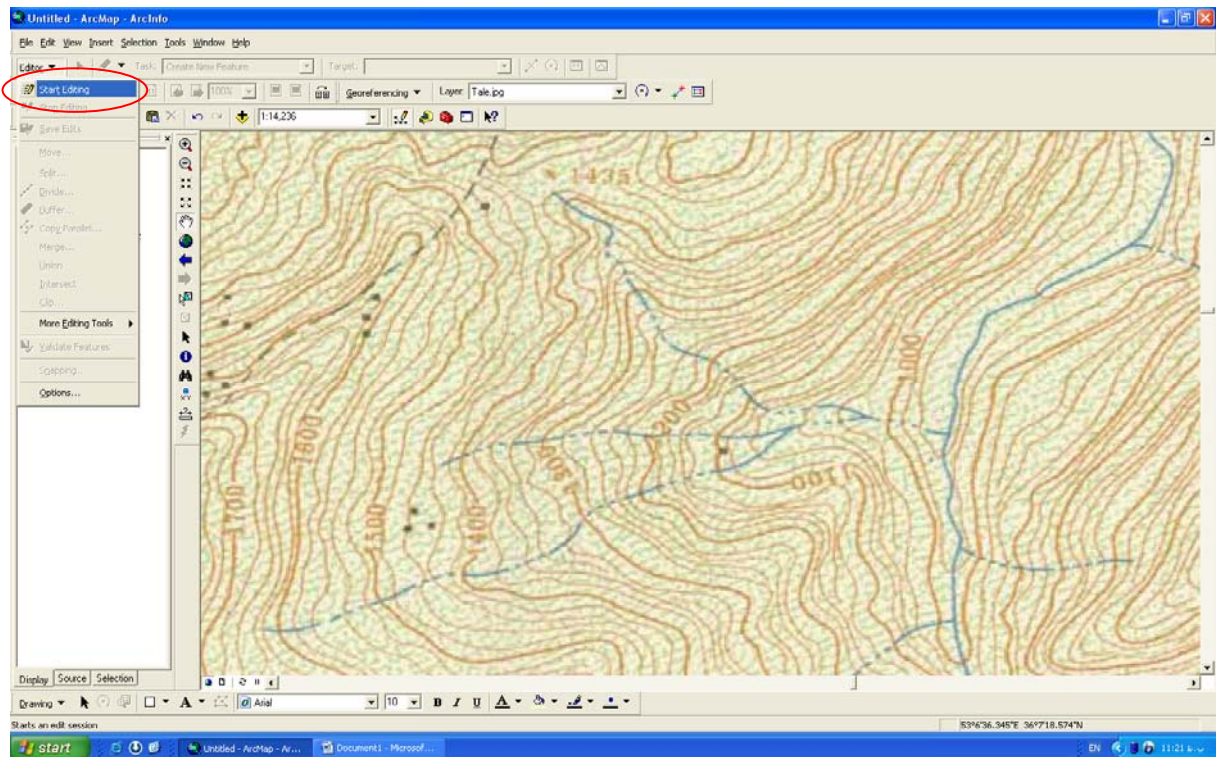 Untitled - ArcMap - ArcInfo
File Edit View Insert Selection Tools Window Help
Editor Task: Create New Feature Target:
Start Editing 100% Georeferencing Layer: Tale.jpg
Stop Editing
1:14,236
Save Edits
Move...
Split...
Divide...
Buffer...
Copy Parallel...
Merge...
Union
Intersect
Clip...
More Editing Tools
Validate Features
Snapping...
Options...
1435
1000
1200
1600
1100
1700
1400
Display Source Selection
Drawing A Arial 10 B I U A
Starts an edit session 53°6'36.345"E 36°7'18.574"N
start Untitled - ArcMap - Ar... Document1 - Microsof... EN 11:21 ب.ظ